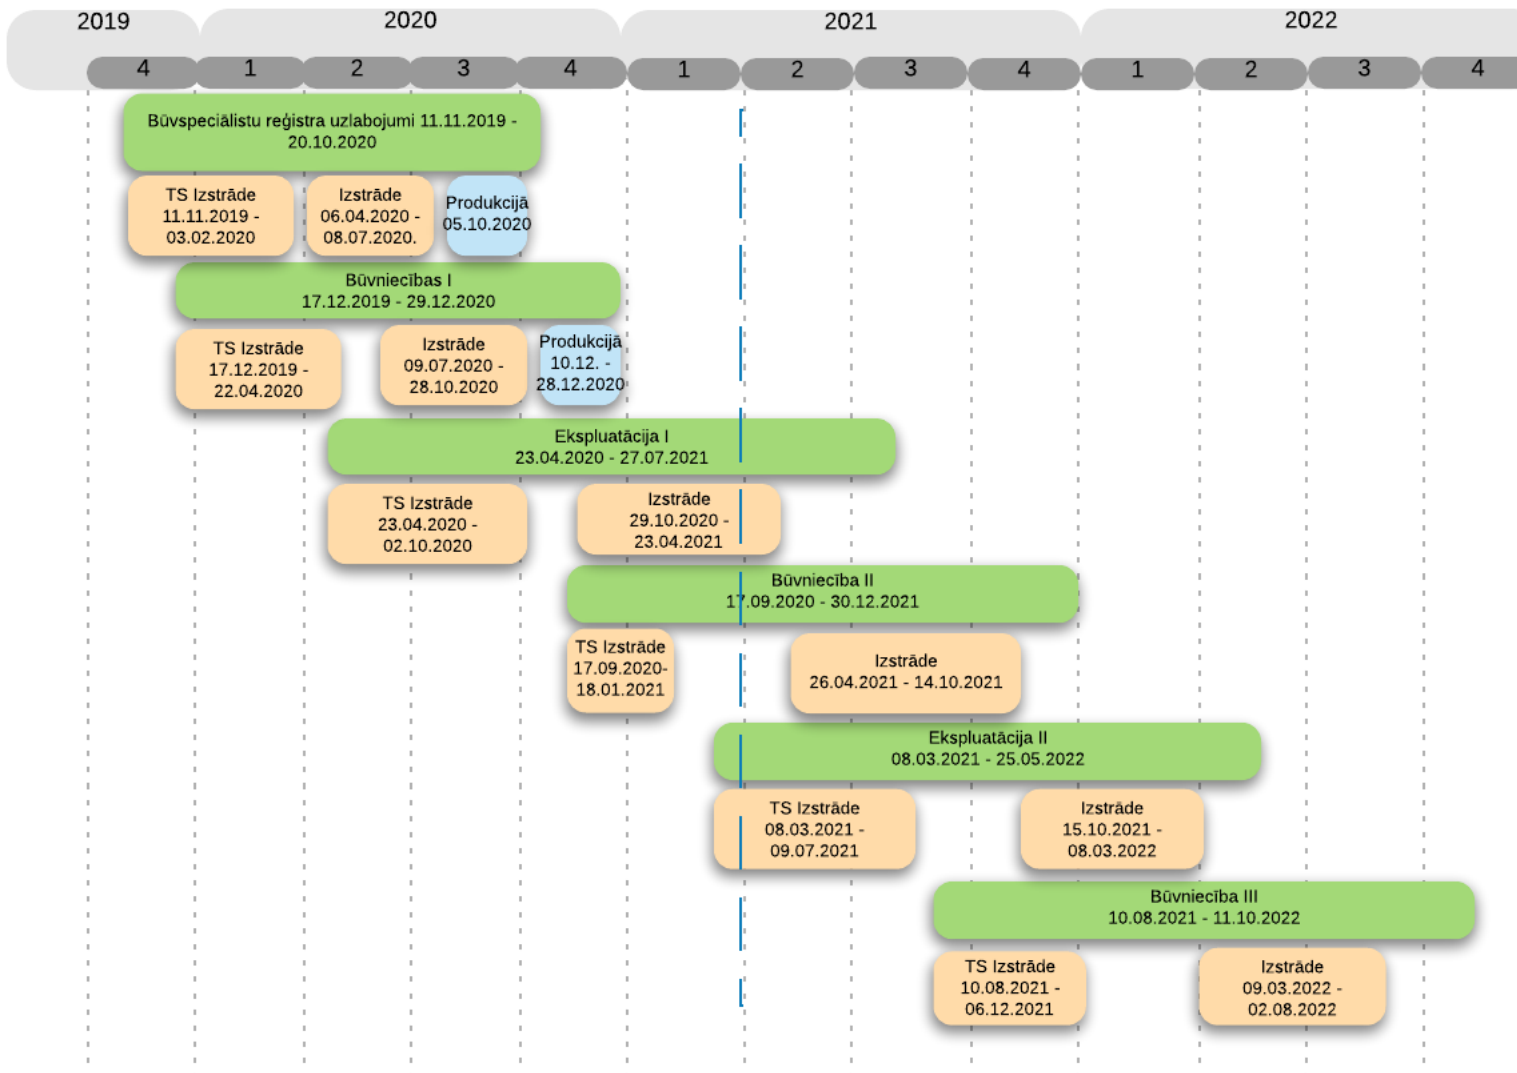 2019
2020
2021
2022
4
1
2
3
4
1
2
3
4
1
2
3
4
Būvspeciālistu reģistra uzlabojumi 11.11.2019 -
20.10.2020
TS Izstrāde
11.11.2019 -
03.02.2020
Izstrāde
06.04.2020 -
08.07.2020.
Produkcijā
05.10.2020
Būvniecības I
17.12.2019 - 29.12.2020
TS Izstrāde
17.12.2019 -
22.04.2020
Izstrāde
09.07.2020 -
28.10.2020
Produkcijā
10.12. -
28.12.2020
Ekspluatācija I
23.04.2020 - 27.07.2021
TS Izstrāde
23.04.2020 -
02.10.2020
Izstrāde
29.10.2020 -
23.04.2021
Būvniecība II
17.09.2020 - 30.12.2021
TS Izstrāde
17.09.2020-
18.01.2021
Izstrāde
26.04.2021 - 14.10.2021
Ekspluatācija II
08.03.2021 - 25.05.2022
TS Izstrāde
08.03.2021 -
09.07.2021
Izstrāde
15.10.2021 -
08.03.2022
Būvniecība III
10.08.2021 - 11.10.2022
TS Izstrāde
10.08.2021 -
06.12.2021
Izstrāde
09.03.2022 -
02.08.2022